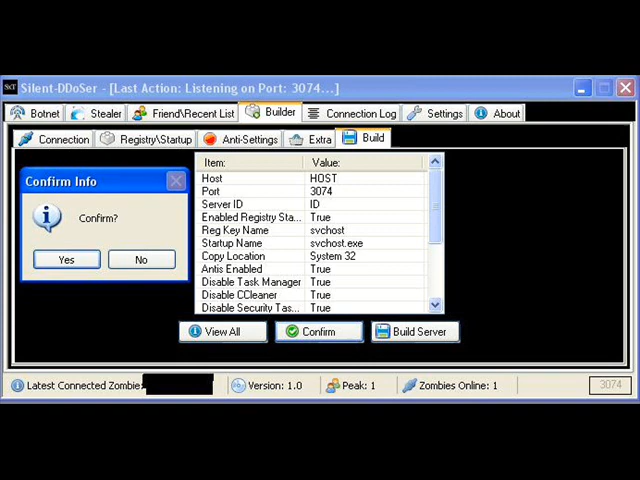 Silent-DDoSer - [Last Action: Listening on Port: 3074...]
Botnet Stealer Friend\Recent List Builder Connection Log Settings About
Connection Registry\Startup Anti-Settings Extra Build
Item: Value:
Host HOST
Port 3074
Server ID ID
Enabled Registry Sta... True
Reg Key Name svchost
Startup Name svchost.exe
Copy Location System 32
Antis Enabled True
Disable Task Manager True
Disable CCleaner True
Disable Security Tas... True
Confirm Info
Confirm?
Yes No
View All Confirm Build Server
Latest Connected Zombie: Version: 1.0 Peak: 1 Zombies Online: 1 3074